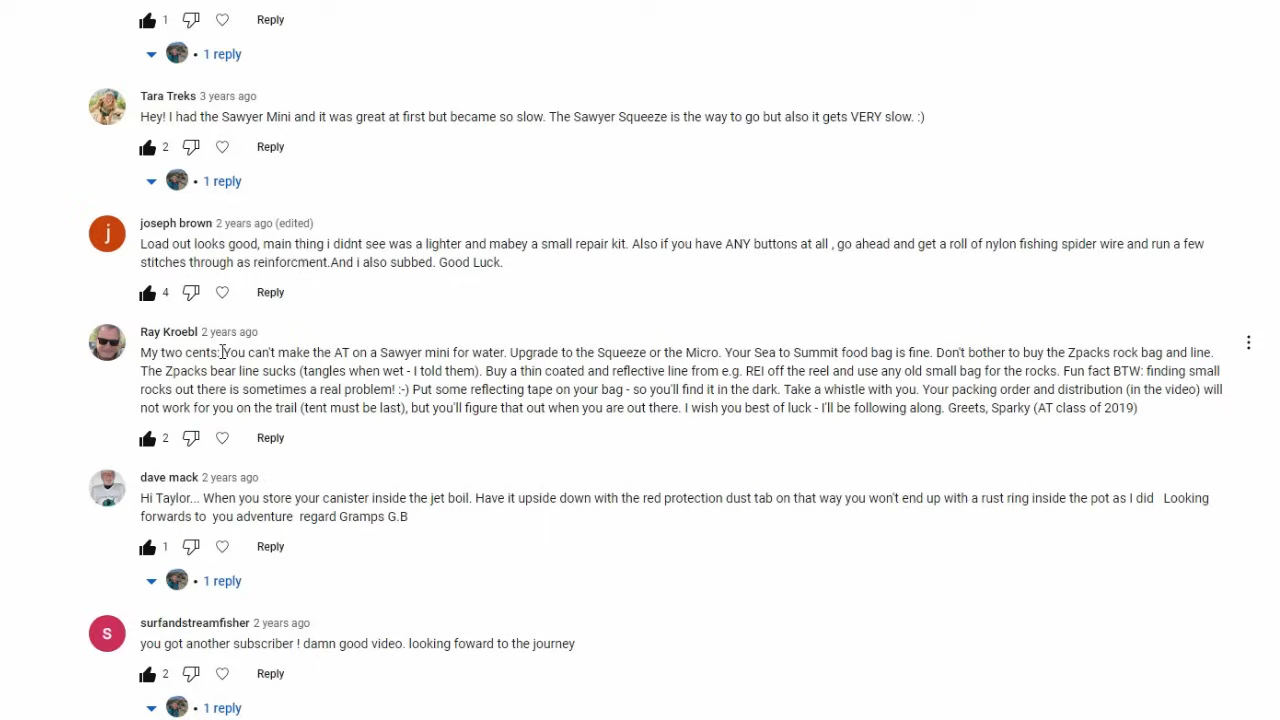 1 Reply
• 1 reply
Tara Treks 3 years ago
Hey! I had the Sawyer Mini and it was great at first but became so slow. The Sawyer Squeeze is the way to go but also it gets VERY slow. :)
2 Reply
• 1 reply
j
joseph brown 2 years ago (edited)
Load out looks good, main thing i didnt see was a lighter and mabey a small repair kit. Also if you have ANY buttons at all , go ahead and get a roll of nylon fishing spider wire and run a few
stitches through as reinforcment.And i also subbed. Good Luck.
4 Reply
Ray Kroebl 2 years ago
My two cents: You can't make the AT on a Sawyer mini for water. Upgrade to the Squeeze or the Micro. Your Sea to Summit food bag is fine. Don't bother to buy the Zpacks rock bag and line.
The Zpacks bear line sucks (tangles when wet - I told them). Buy a thin coated and reflective line from e.g. REI off the reel and use any old small bag for the rocks. Fun fact BTW: finding small
rocks out there is sometimes a real problem! :-) Put some reflecting tape on your bag - so you'll find it in the dark. Take a whistle with you. Your packing order and distribution (in the video) will
not work for you on the trail (tent must be last), but you'll figure that out when you are out there. I wish you best of luck - I'll be following along. Greets, Sparky (AT class of 2019)
2 Reply
dave mack 2 years ago
Hi Taylor... When you store your canister inside the jet boil. Have it upside down with the red protection dust tab on that way you won't end up with a rust ring inside the pot as I did Looking
forwards to you adventure regard Gramps G.B
1 Reply
• 1 reply
s
surfandstreamfisher 2 years ago
you got another subscriber ! damn good video. looking foward to the journey
2 Reply
• 1 reply